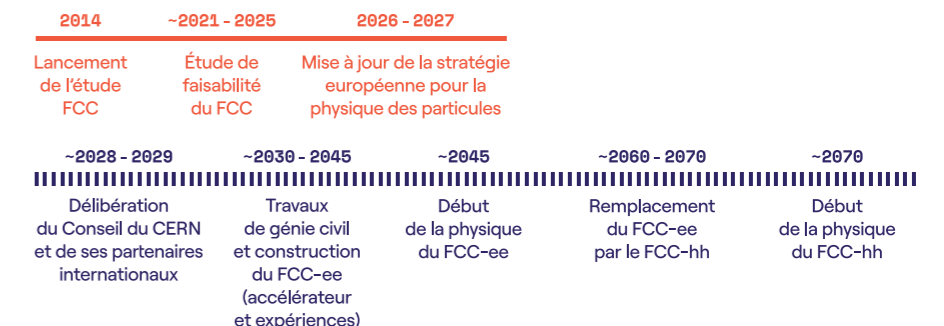 2014
~2021 - 2025
2026 - 2027
Lancement
de l'étude
FCC
Étude de
faisabilité
du FCC
Mise à jour de la stratégie
européenne pour la
physique des particules
~2028 - 2029
~2030 - 2045
~2045
~2060 - 2070
~2070
Délibération
du Conseil du CERN
et de ses partenaires
internationaux
Travaux
de génie civil
et construction
du FCC-ee
(accélérateur
et expériences)
Début
de la physique
du FCC-ee
Remplacement
du FCC-ee
par le FCC-hh
Début
de la physique
du FCC-hh